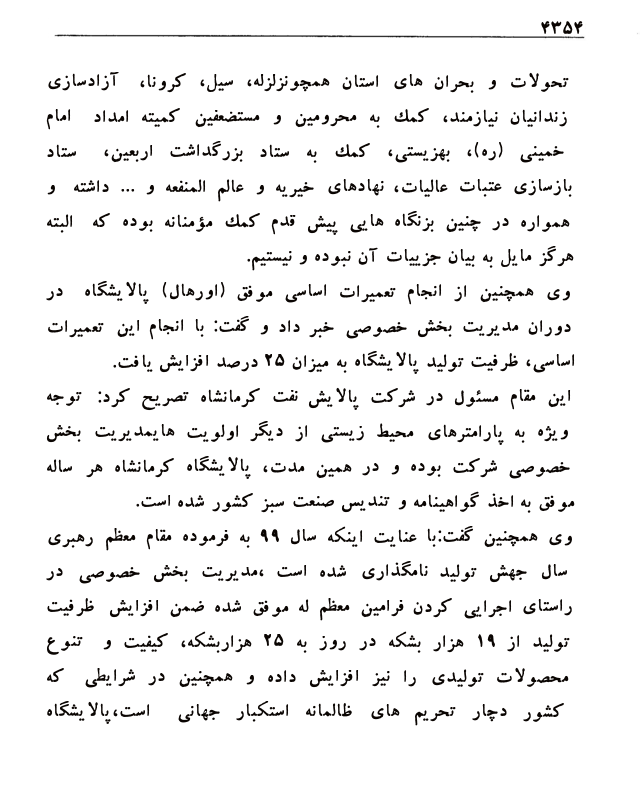 ۴۳۵۴
تحولات و بحران های استان همچونزلزله، سیل، کرونا، آزادسازی
زندانیان نیازمند، کمك به محرومین و مستضعفین کمیته امداد امام
خمینی (ره)، بهزیستی، کمك به ستاد بزرگداشت اربعین، ستاد
بازسازی عتبات عالیات، نهادهای خیریه و عالم المنفعه و ... داشته و
همواره در چنین بزنگاه هایی پیش قدم کمك مؤمنانه بوده که البته
هرگز مایل به بیان جزییات آن نبوده و نیستیم.
وی همچنین از انجام تعمیرات اساسی موفق (اورهال) پالایشگاه در
دوران مدیریت بخش خصوصی خبر داد و گفت: با انجام این تعمیرات
اساسی، ظرفیت تولید پالایشگاه به میزان ۲۵ درصد افزایش یافت.
این مقام مسئول در شرکت پالایش نفت کرمانشاه تصریح کرد: توجه
ویژه به پارامترهای محیط زیستی از دیگر اولویت هایمدیریت بخش
خصوصی شرکت بوده و در همین مدت، پالایشگاه کرمانشاه هر ساله
موفق به اخذ گواهینامه و تندیس صنعت سبز کشور شده است.
وی همچنین گفت:با عنایت اینکه سال ۹۹ به فرموده مقام معظم رهبری
سال جهش تولید نامگذاری شده است ،مدیریت بخش خصوصی در
راستای اجرایی کردن فرامین معظم له موفق شده ضمن افزایش ظرفیت
تولید از ۱۹ هزار بشکه در روز به ۲۵ هزاربشکه، کیفیت و تنوع
محصولات تولیدی را نیز افزایش داده و همچنین در شرایطی که
کشور دچار تحریم های ظالمانه استکبار جهانی است،پالایشگاه